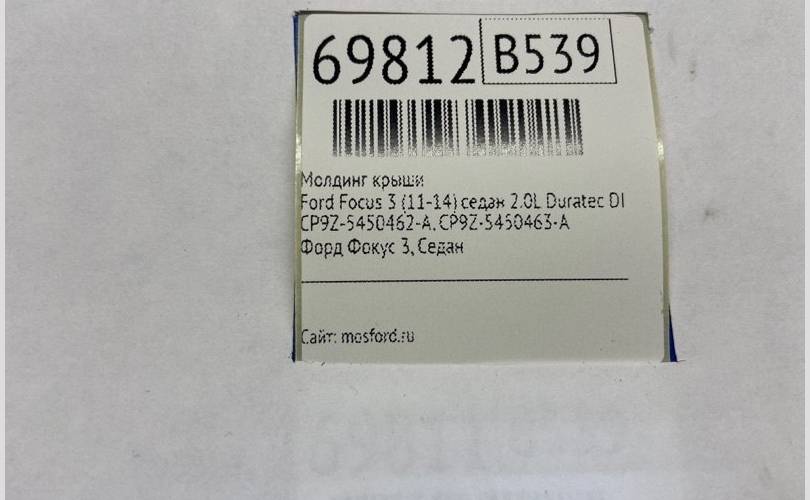 69812 B539
Молдинг крыши
Ford Focus 3 (11-14) седан 2.0L Duratec DI
CP9Z-5450462-A, CP9Z-5450463-A
Форд Фокус 3, Седан
Сайт: mosford.ru